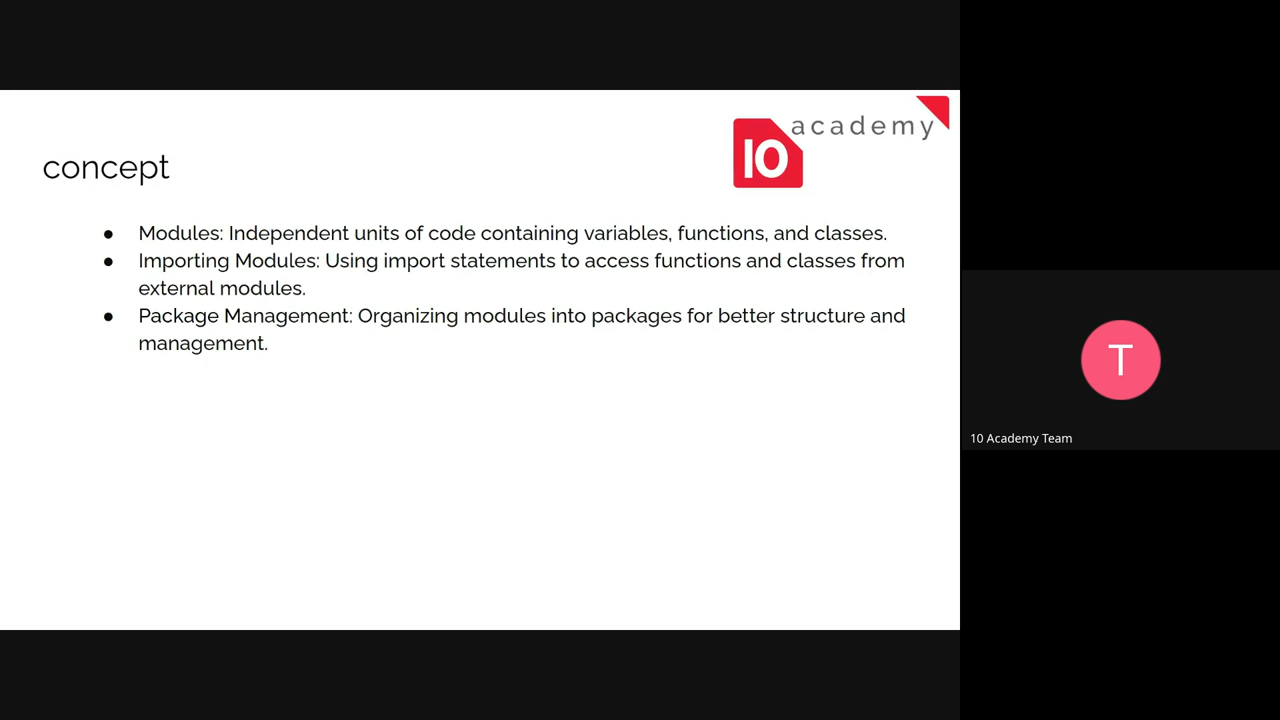 10 academy
concept
● Modules: Independent units of code containing variables, functions, and classes.
● Importing Modules: Using import statements to access functions and classes from
external modules.
● Package Management: Organizing modules into packages for better structure and
management.
T
10 Academy Team